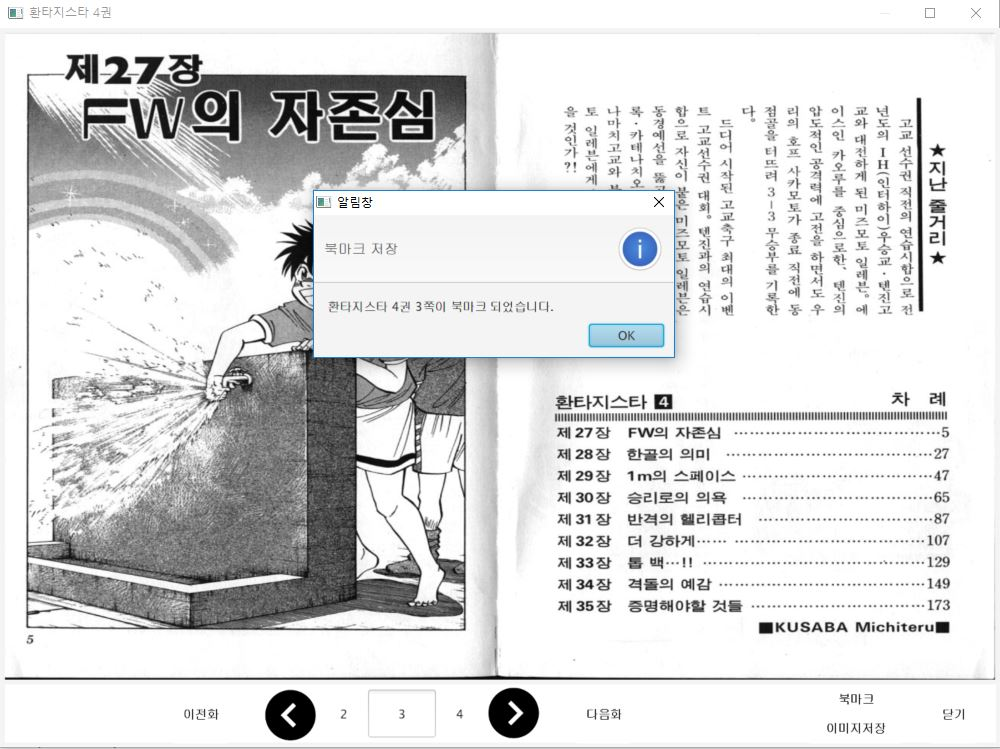 환타지스타 4권
제27장
FW의 자존심
5
★지난 줄거리★
고교 선수권 직전의 연습시합으로 전
년도의 IH(인터하이)우승교·텐진고
교와 대전하게 된 미즈모토 일레븐. 에
이스인 카오루를 중심으로한, 텐진의
압도적인 공격력에 고전을 하면서도 우
리의 호프 사카모토가 종료 직전에 동
점골을 터뜨려 3-3 무승부를 기록한
다.
드디어 시작된 고교축구 최대의 이벤
트 고교선수권 대회. 텐진과의 연습시
합으로 자신이 붙은 미즈모토 일레븐은
동경예선을 뚫고
록·카테나치오
나마치고교와
토 일레븐에게
을 것인가?!
알림창
북마크 저장
환타지스타 4권 3쪽이 북마크 되었습니다.
OK
환타지스타 4 차 례
제27장 FW의 자존심 ……………………………5
제28장 한골의 의미 ……………………………27
제29장 1m의 스페이스 ……………………………47
제30장 승리로의 의욕 ……………………………65
제31장 반격의 헬리콥터 ……………………………87
제32장 더 강하게…… ……………………………107
제33장 톱 백…!! ……………………………129
제34장 격돌의 예감 ……………………………149
제35장 증명해야할 것들 ……………………………173
■KUSABA Michiteru■
이전화
2
3
4
다음화
북마크
이미지저장
닫기